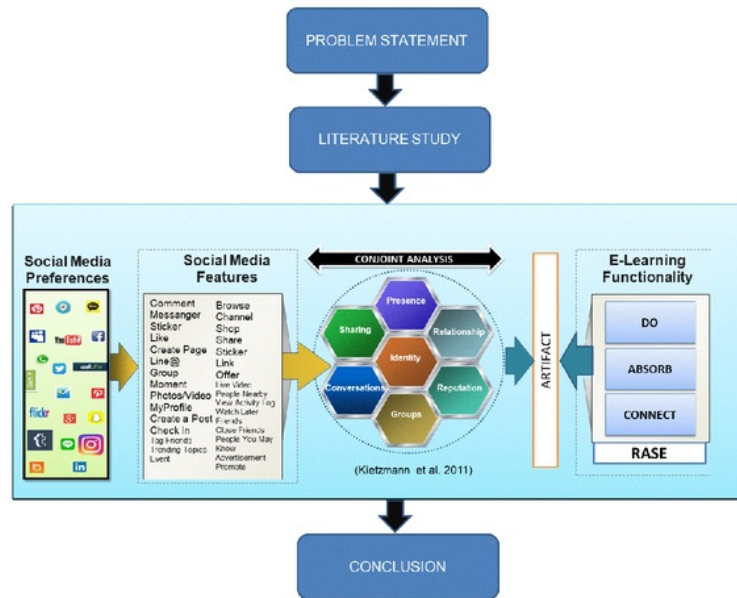 PROBLEM STATEMENT
LITERATURE STUDY
Social Media
Preferences
You Tube
flickr
Social Media
Features
Comment
Messanger
Sticker
Like
Create Page
Line@
Group
Moment
Photos/Video
MyProfile
Create a Post
Check In
Tag Friends
Trending Topics
Event
Browse
Channel
Shop
Share
Sticker
Link
Offer
Live Video
People Nearby
View Activity Log
Watch Later
Friends
Close Friends
People You May
Know
Advertisement
Promote
CONJOINT ANALYSIS
Presence
Sharing
Relationship
Identity
Conversations
Reputation
Groups
(Kietzmann et al. 2011)
ARTIFACT
E-Learning
Functionality
DO
ABSORB
CONNECT
RASE
CONCLUSION